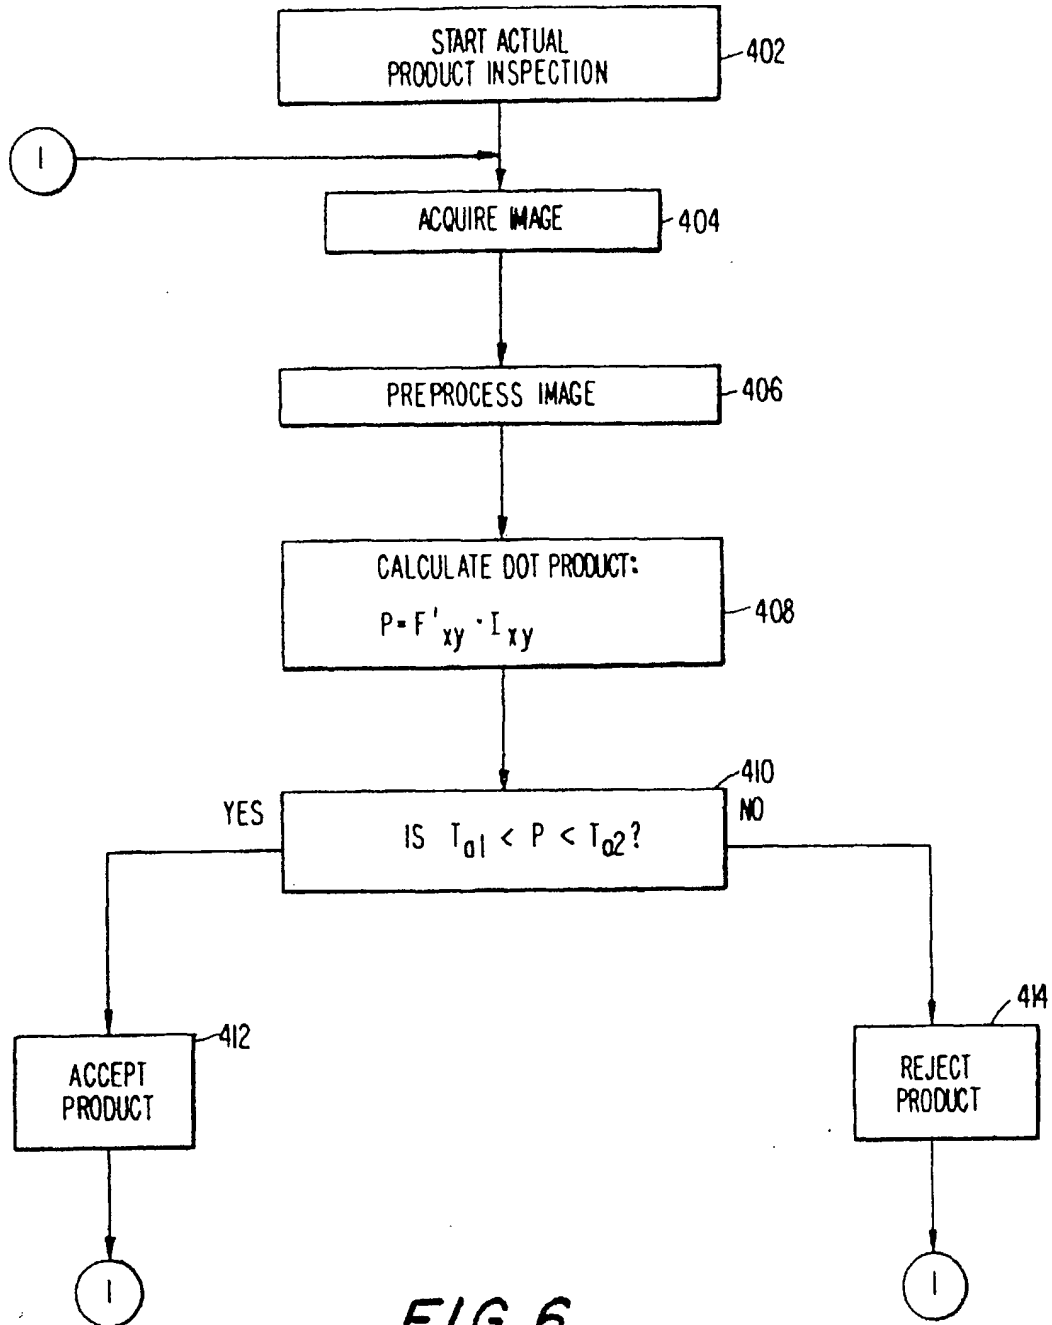 START ACTUAL
PRODUCT INSPECTION
402
1
ACQUIRE IMAGE
404
PREPROCESS IMAGE
406
CALCULATE DOT PRODUCT:
P=F'xy · Ixy
408
410
YES
NO
IS Ta1 < P < Ta2?
412
414
ACCEPT
PRODUCT
REJECT
PRODUCT
1
1
FIG 6